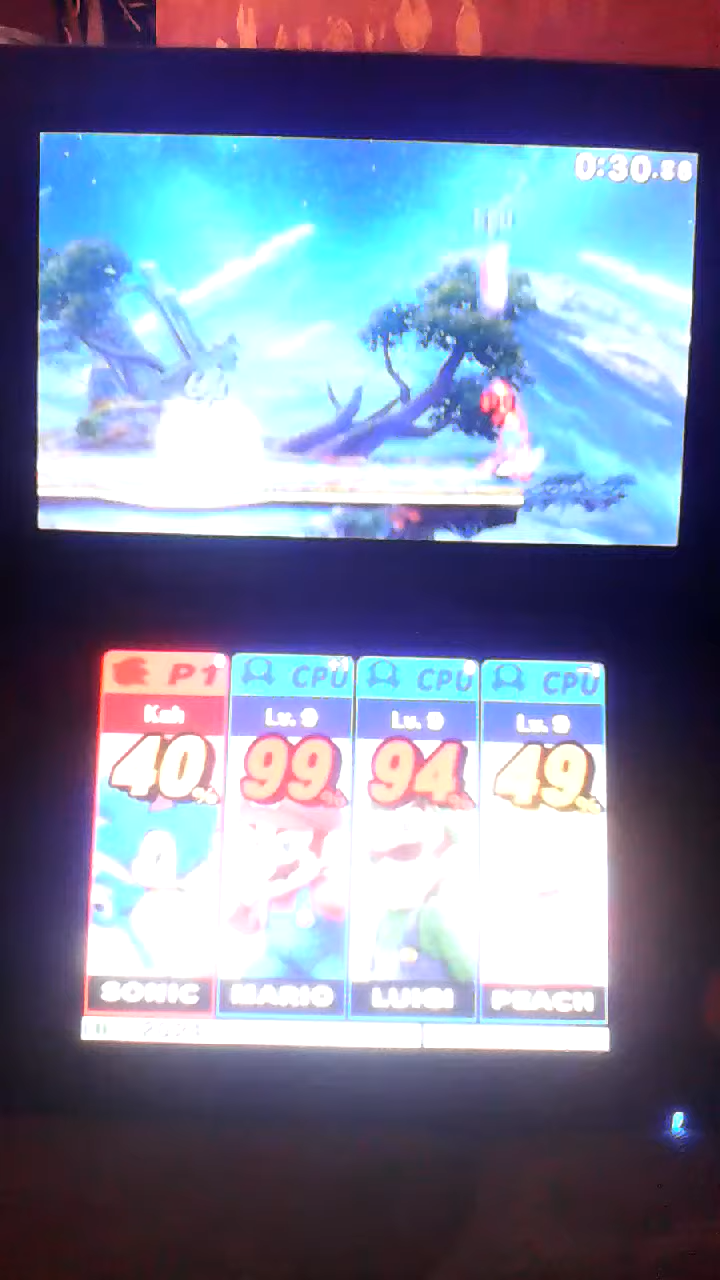 0:30.88
P1 CPU CPU CPU
Kah Lv. 9 Lv. 9 Lv. 9
40% 99% 94% 49%
SONIC MARIO LUIGI PEACH